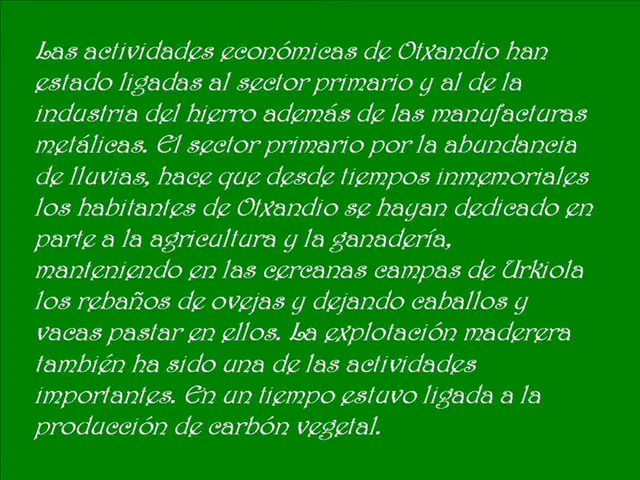 Las actividades económicas de Otxandio han
estado ligadas al sector primario y al de la
industria del hierro además de las manufacturas
metálicas. El sector primario por la abundancia
de lluvias, hace que desde tiempos inmemoriales
los habitantes de Otxandio se hayan dedicado en
parte a la agricultura y la ganadería,
manteniendo en las cercanas campas de Urkiola
los rebaños de ovejas y dejando caballos y
vacas pastar en ellos. La explotación maderera
también ha sido una de las actividades
importantes. En un tiempo estuvo ligada a la
producción de carbón vegetal.